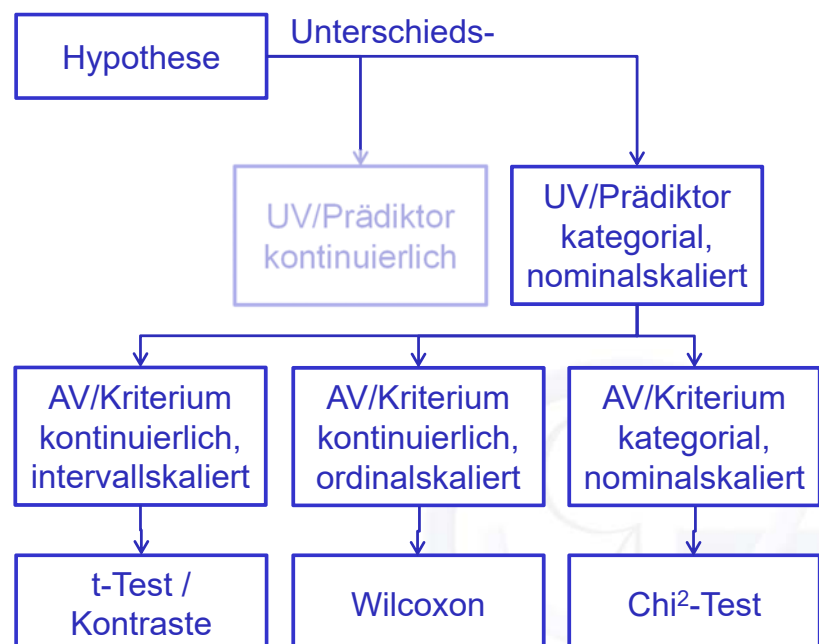 Unterschieds-
Hypothese
UV/Prädiktor
kontinuierlich
UV/Prädiktor
kategorial,
nominalskaliert
AV/Kriterium
kontinuierlich,
intervallskaliert
AV/Kriterium
kontinuierlich,
ordinalskaliert
AV/Kriterium
kategorial,
nominalskaliert
t-Test /
Kontraste
Wilcoxon
Chi²-Test